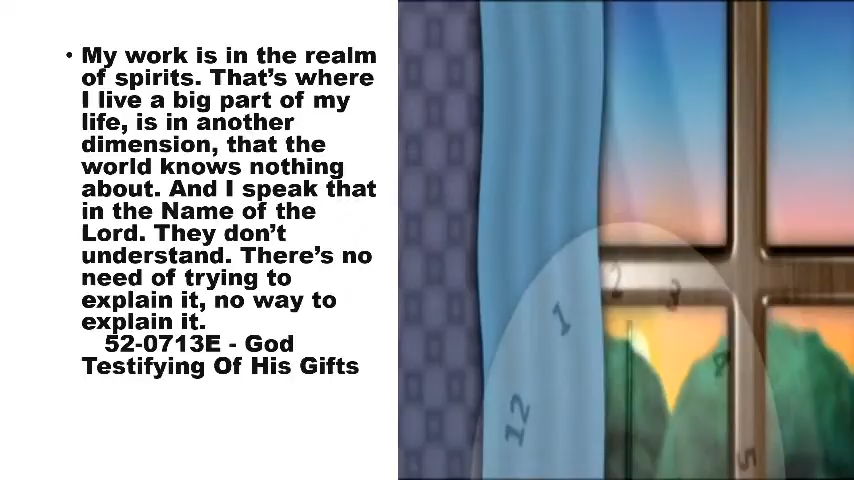 • My work is in the realm
of spirits. That’s where
I live a big part of my
life, is in another
dimension, that the
world knows nothing
about. And I speak that
in the Name of the
Lord. They don’t
understand. There’s no
need of trying to
explain it, no way to
explain it.
52-0713E - God
Testifying Of His Gifts
12
1
2
3
4
5